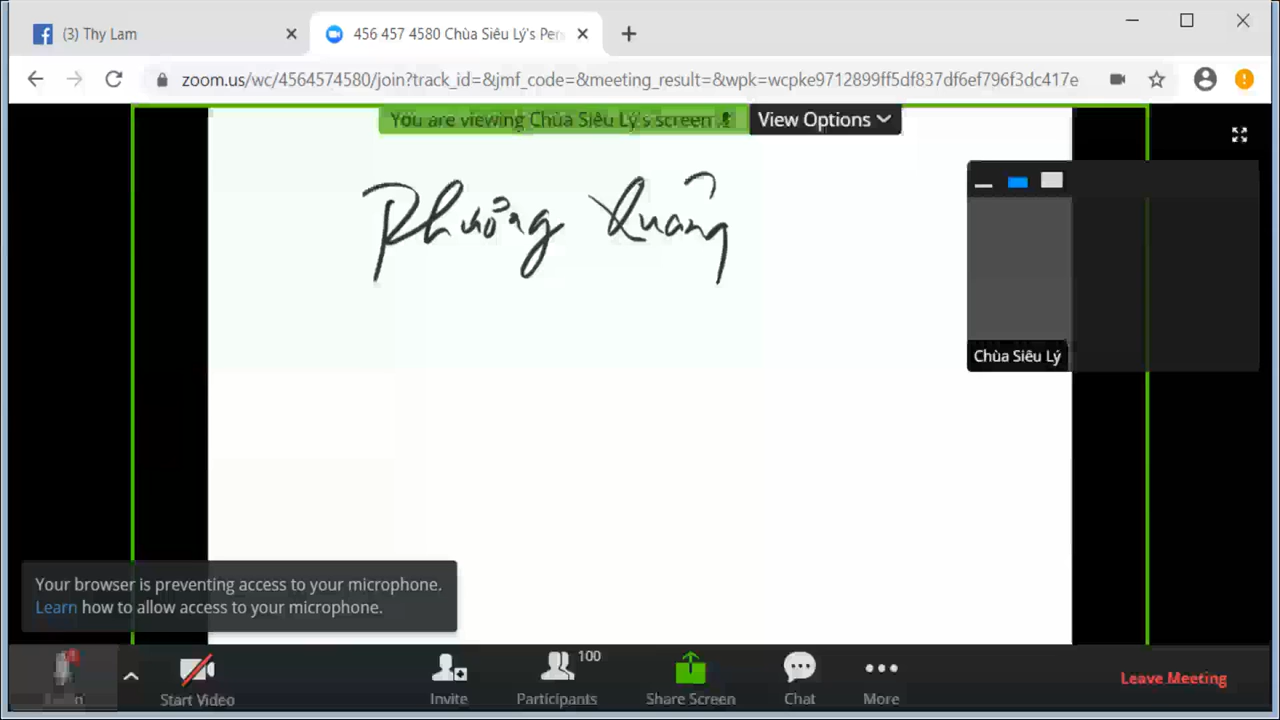 (3) Thy Lam
456 457 4580 Chùa Siêu Lý's Pers
zoom.us/wc/4564574580/join?track_id=&jmf_code=&meeting_result=&wpk=wcpke9712899ff5df837df6ef796f3dc417e
You are viewing Chùa Siêu Lý's screen
View Options
Phưởng
Chùa Siêu Lý
Your browser is preventing access to your microphone.
Learn how to allow access to your microphone.
100
Start Video
Invite
Participants
Share Screen
Chat
More
Leave Meeting